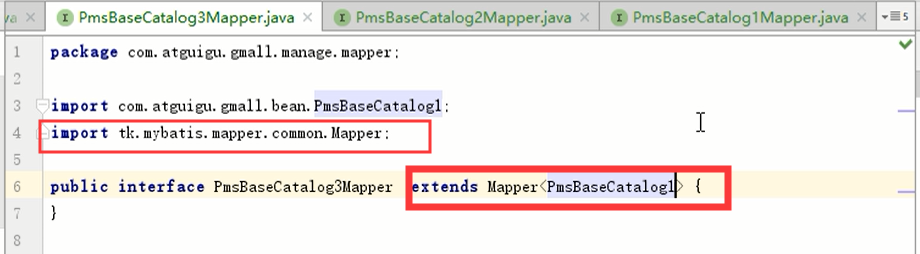 va
PmsBaseCatalog3Mapper.java
PmsBaseCatalog2Mapper.java
PmsBaseCatalog1Mapper.java
5
1 package com.atguigu.gmall.manage.mapper;
2
3 import com.atguigu.gmall.bean.PmsBaseCatalog1;
4 import tk.mybatis.mapper.common.Mapper;
5
6 public interface PmsBaseCatalog3Mapper extends Mapper<PmsBaseCatalog1> {
7 }
8